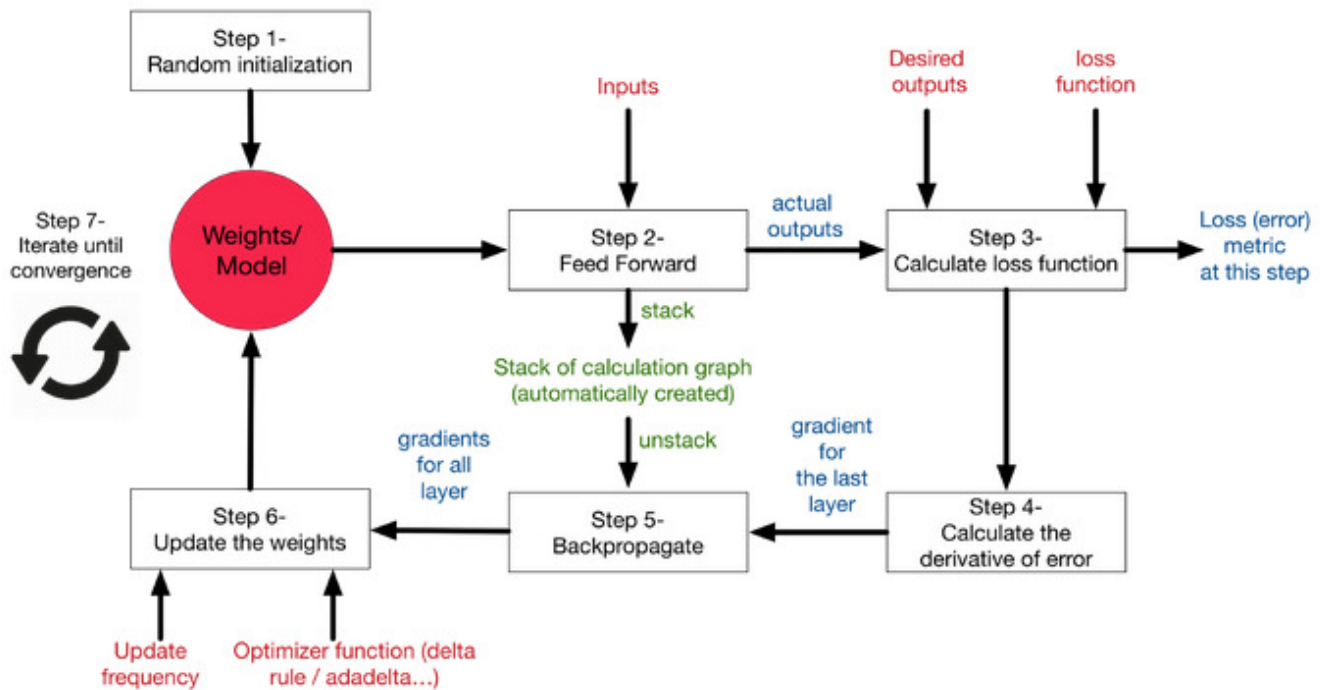 Step 1-
Random initialization
Inputs
Desired
outputs
loss
function
Step 7-
Iterate until
convergence
Weights/
Model
Step 2-
Feed Forward
actual
outputs
Step 3-
Calculate loss function
Loss (error)
metric
at this step
stack
Stack of calculation graph
(automatically created)
unstack
gradients
for all
layer
gradient
for
the last
layer
Step 6-
Update the weights
Step 5-
Backpropagate
Step 4-
Calculate the
derivative of error
Update
frequency
Optimizer function (delta
rule / adadelta...)